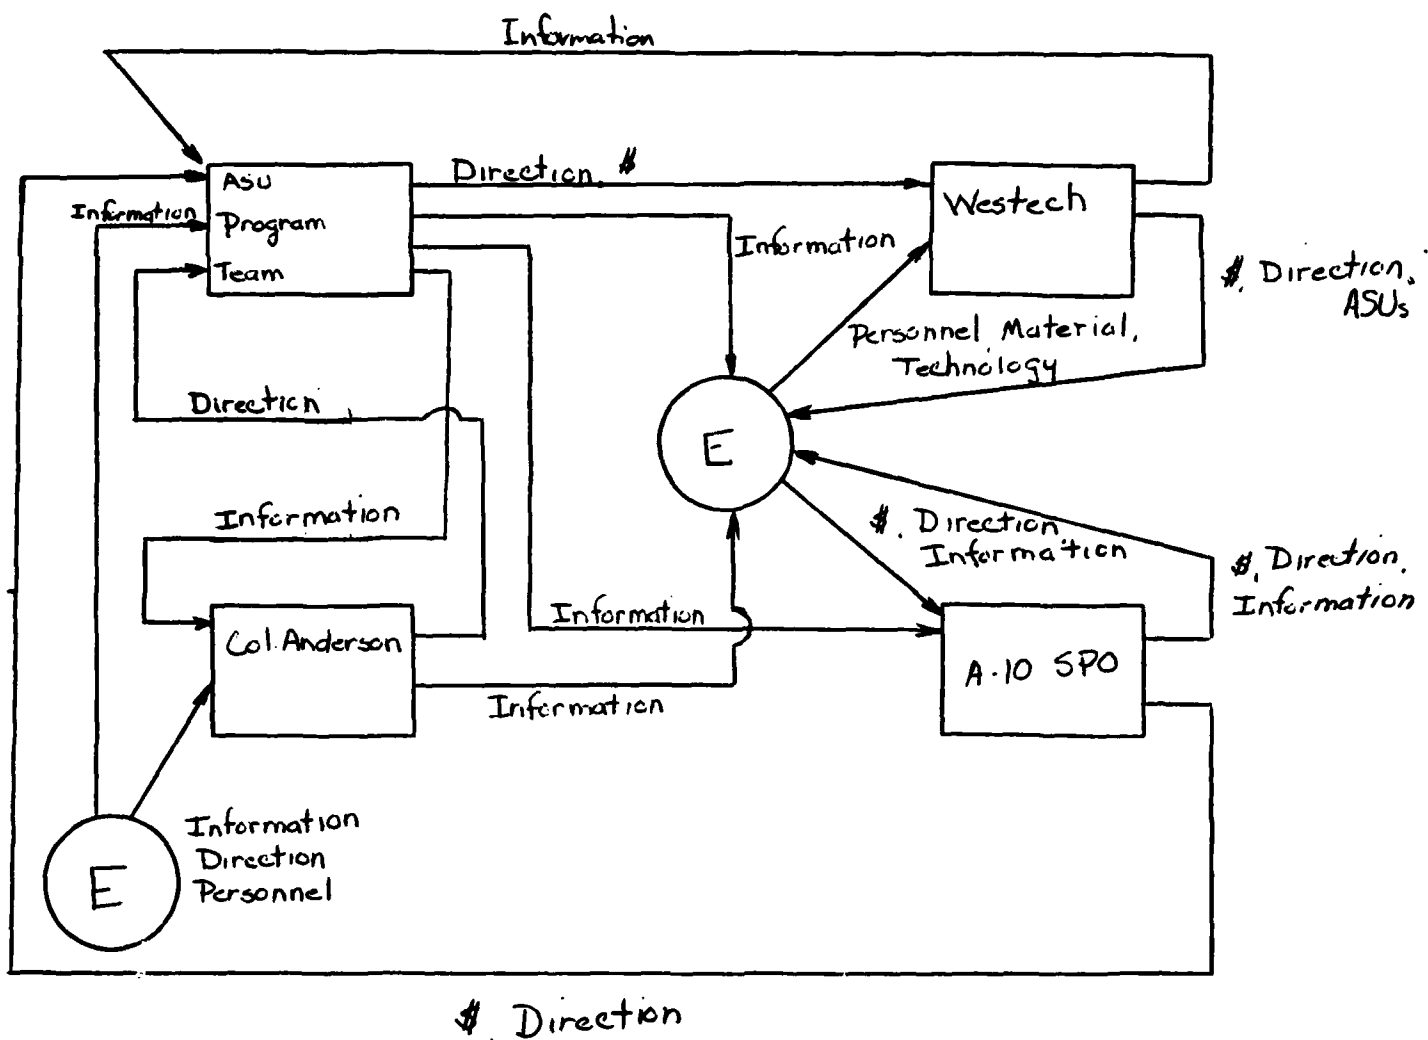 Information
ASU
Program
Team
Direction, $
Westech
Information
Information
$, Direction,
ASUs
Personnel, Material,
Technology
Direction
E
Information
$, Direction,
Information
$, Direction,
Information
Information
Col. Anderson
A-10 SPO
Information
Information
Direction
Personnel
E
$, Direction